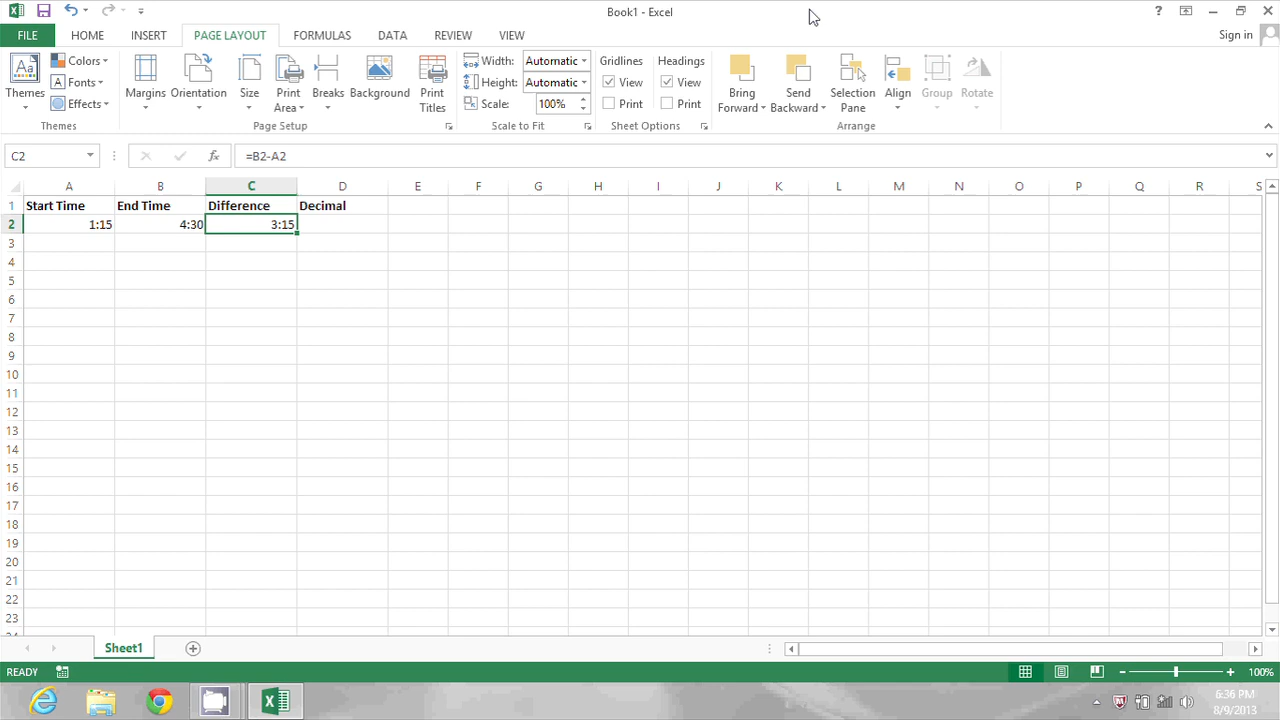 Book1 - Excel
?
FILE HOME INSERT PAGE LAYOUT FORMULAS DATA REVIEW VIEW Sign in
Themes
Colors
Fonts
Effects
Themes
Margins
Orientation
Size
Print Area
Breaks
Background
Print Titles
Page Setup
Width: Automatic
Height: Automatic
Scale: 100%
Scale to Fit
Gridlines
View
Print
Headings
View
Print
Sheet Options
Bring Forward
Send Backward
Selection Pane
Align
Group
Rotate
Arrange
C2 fx =B2-A2
A B C D E F G H I J K L M N O P Q R S
1 Start Time End Time Difference Decimal
2 1:15 4:30 3:15
3
4
5
6
7
8
9
10
11
12
13
14
15
16
17
18
19
20
21
22
23
24
Sheet1
READY 100%
6:36 PM
8/9/2013